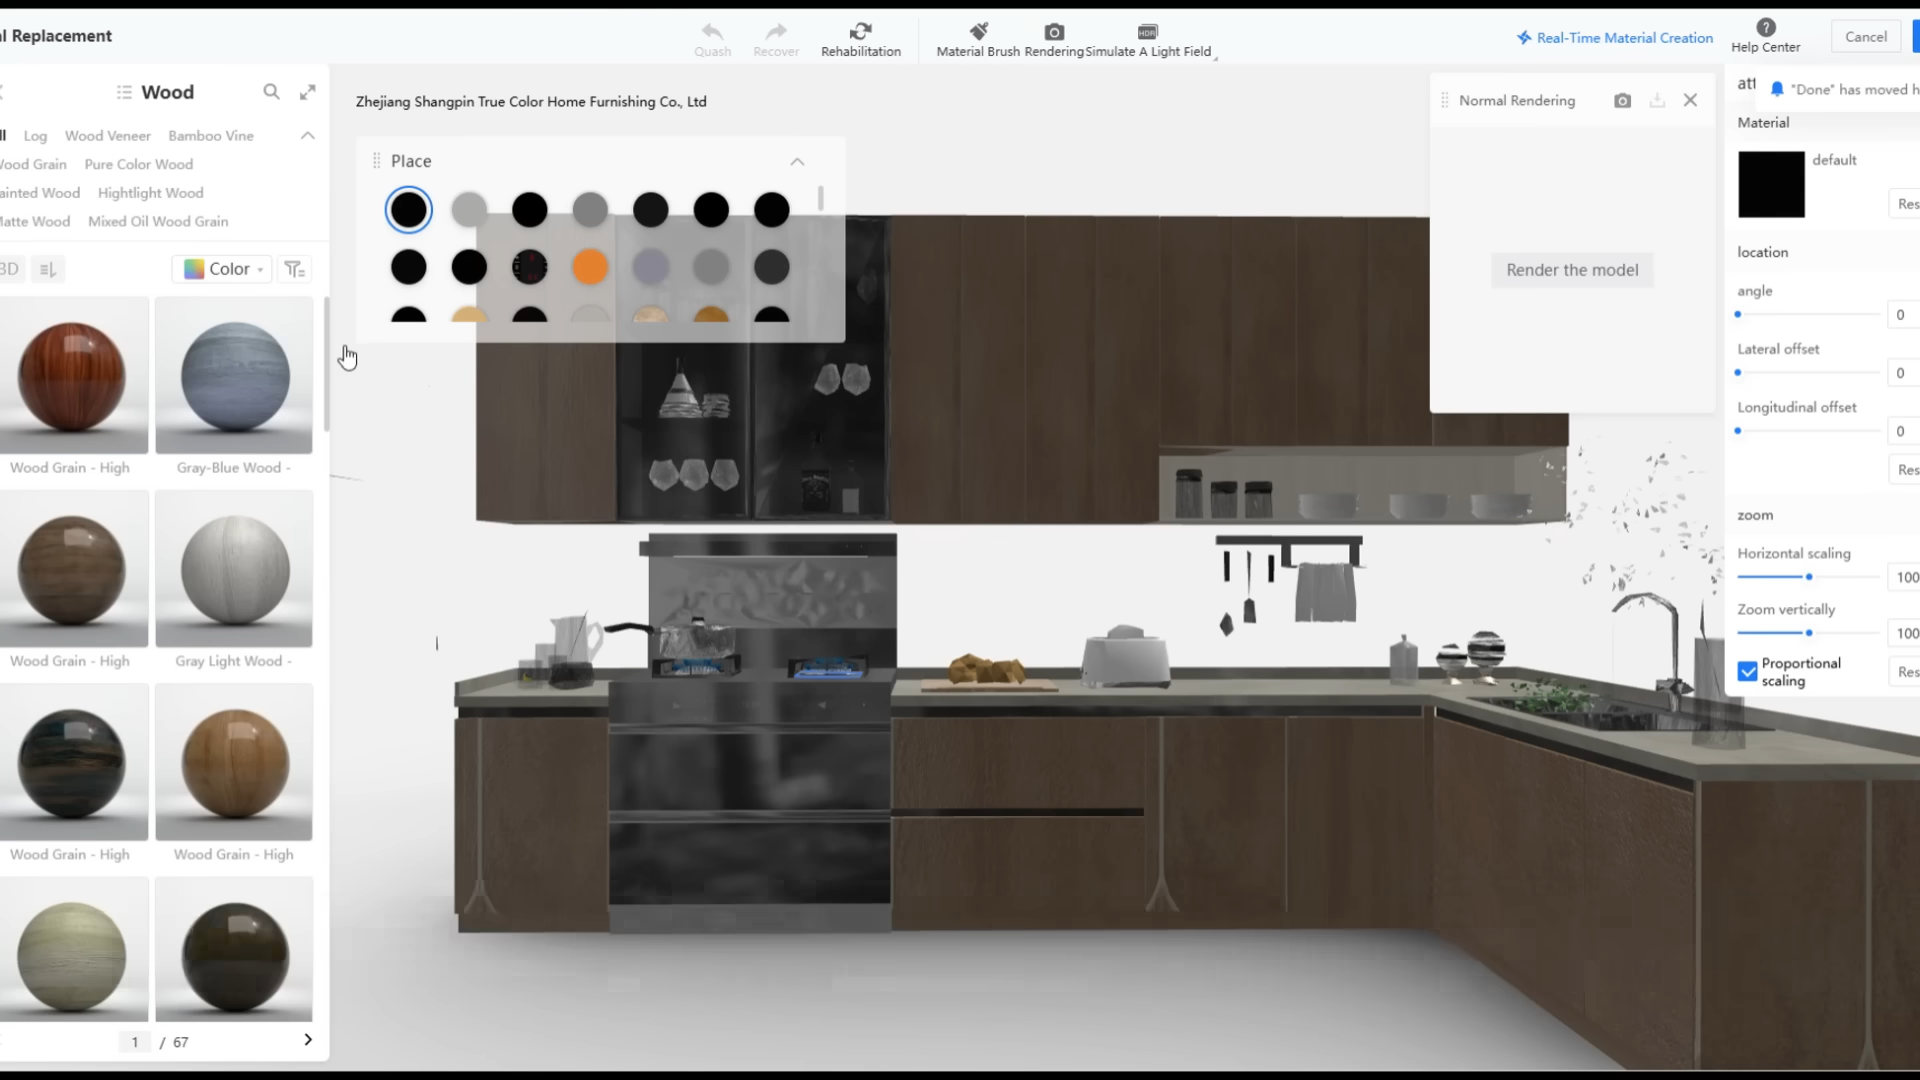 l Replacement
Quash
Recover
Rehabilitation
Material Brush
Rendering
Simulate A Light Field
HDR
Real-Time Material Creation
Help Center
Cancel
Wood
ll
Log
Wood Veneer
Bamboo Vine
Wood Grain
Pure Color Wood
ainted Wood
Hightlight Wood
Matte Wood
Mixed Oil Wood Grain
3D
Color
Wood Grain - High
Gray-Blue Wood -
Wood Grain - High
Gray Light Wood -
Wood Grain - High
Wood Grain - High
1 / 67
Zhejiang Shangpin True Color Home Furnishing Co., Ltd
Place
Normal Rendering
Render the model
att
"Done" has moved h
Material
default
Res
location
angle
0
Lateral offset
0
Longitudinal offset
0
Res
zoom
Horizontal scaling
100
Zoom vertically
100
Proportional
scaling
Res